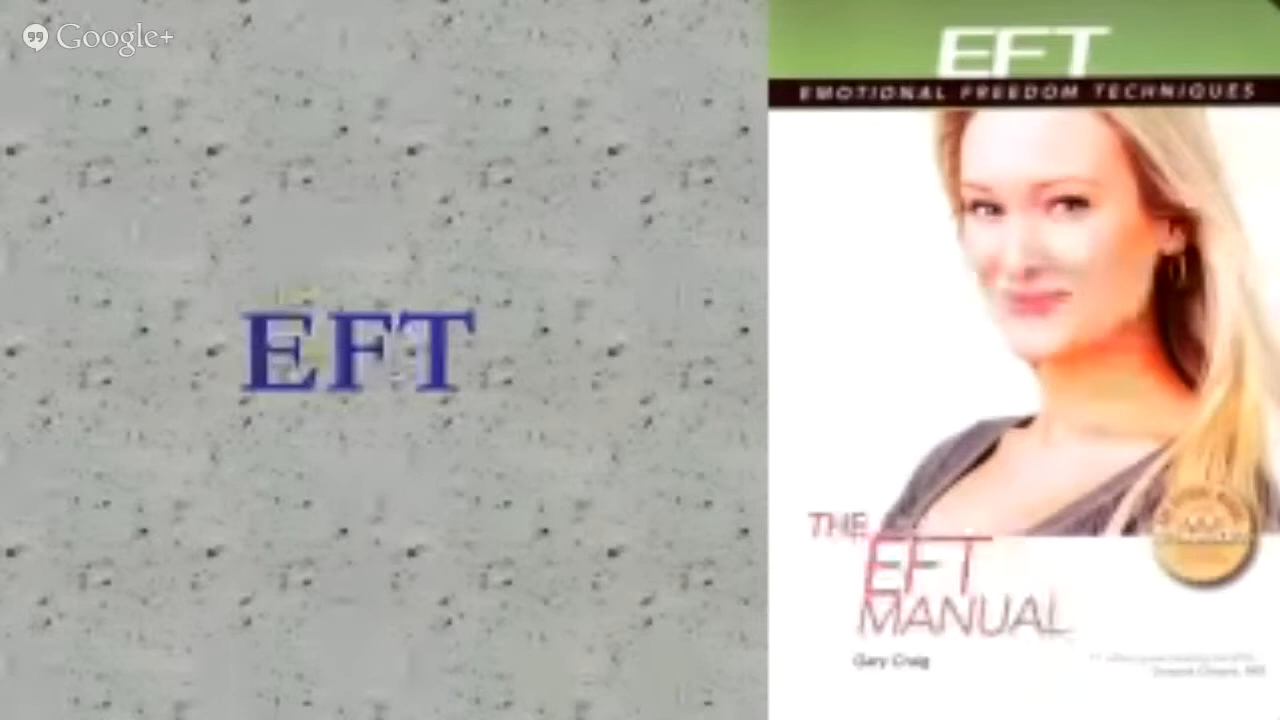 Google+
EFT
EFT
EMOTIONAL FREEDOM TECHNIQUES
THE
EFT
MANUAL
Gary Craig